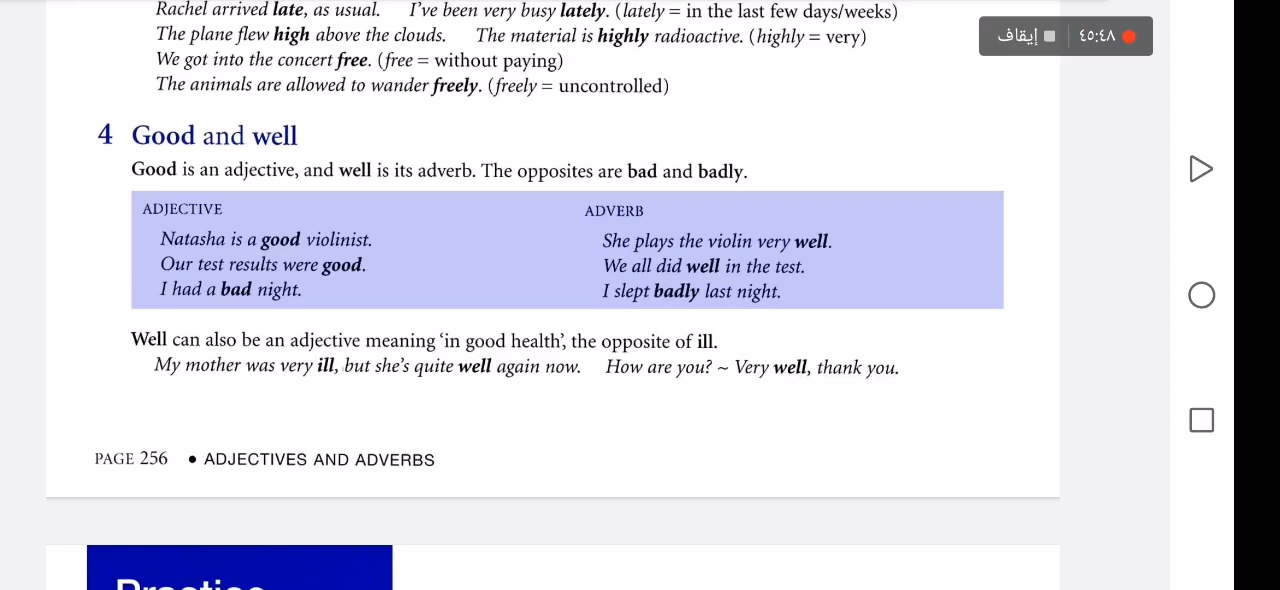 Rachel arrived late, as usual. I've been very busy lately. (lately = in the last few days/weeks)
The plane flew high above the clouds. The material is highly radioactive. (highly = very)
We got into the concert free. (free = without paying)
The animals are allowed to wander freely. (freely = uncontrolled)
إيقاف ٤٥:٤٨
4 Good and well
Good is an adjective, and well is its adverb. The opposites are bad and badly.
ADJECTIVE ADVERB
Natasha is a good violinist. She plays the violin very well.
Our test results were good. We all did well in the test.
I had a bad night. I slept badly last night.
Well can also be an adjective meaning ‘in good health’, the opposite of ill.
My mother was very ill, but she's quite well again now. How are you? ~ Very well, thank you.
PAGE 256 • ADJECTIVES AND ADVERBS
Practice